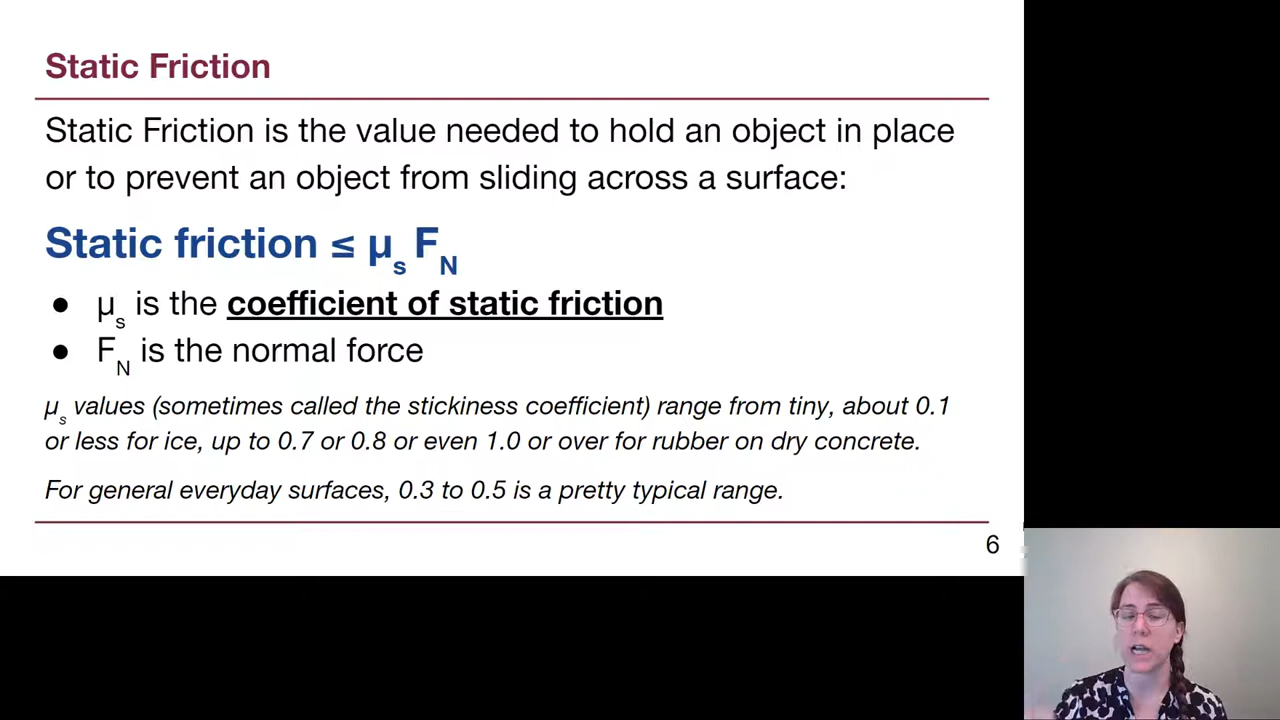 Static Friction
Static Friction is the value needed to hold an object in place
or to prevent an object from sliding across a surface:
Static friction ≤ μs FN
● μs is the coefficient of static friction
● FN is the normal force
μs values (sometimes called the stickiness coefficient) range from tiny, about 0.1
or less for ice, up to 0.7 or 0.8 or even 1.0 or over for rubber on dry concrete.
For general everyday surfaces, 0.3 to 0.5 is a pretty typical range.
6